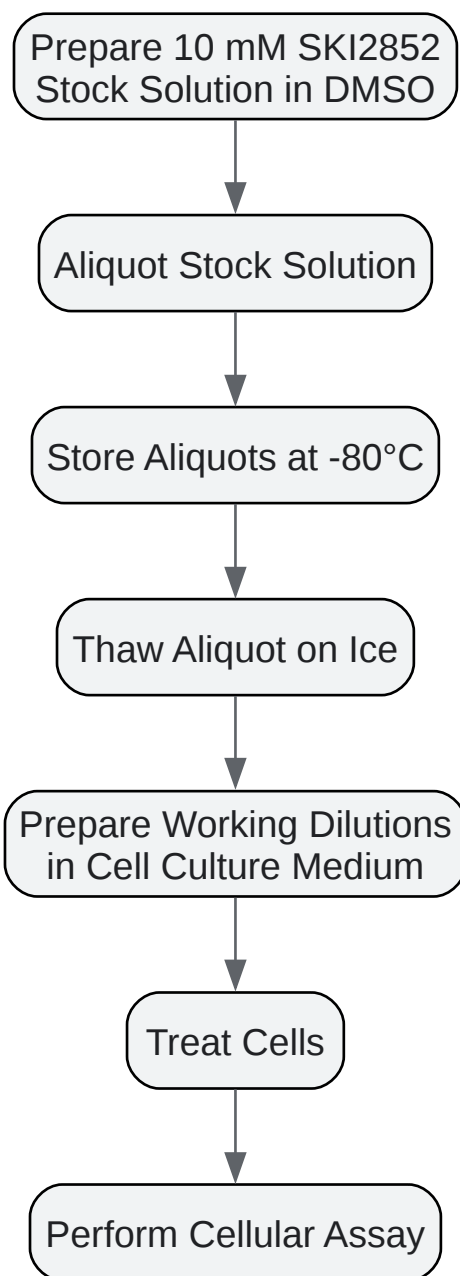 Prepare 10 mM SKI2852
Stock Solution in DMSO
Aliquot Stock Solution
Store Aliquots at -80°C
Thaw Aliquot on Ice
Prepare Working Dilutions
in Cell Culture Medium
Treat Cells
Perform Cellular Assay